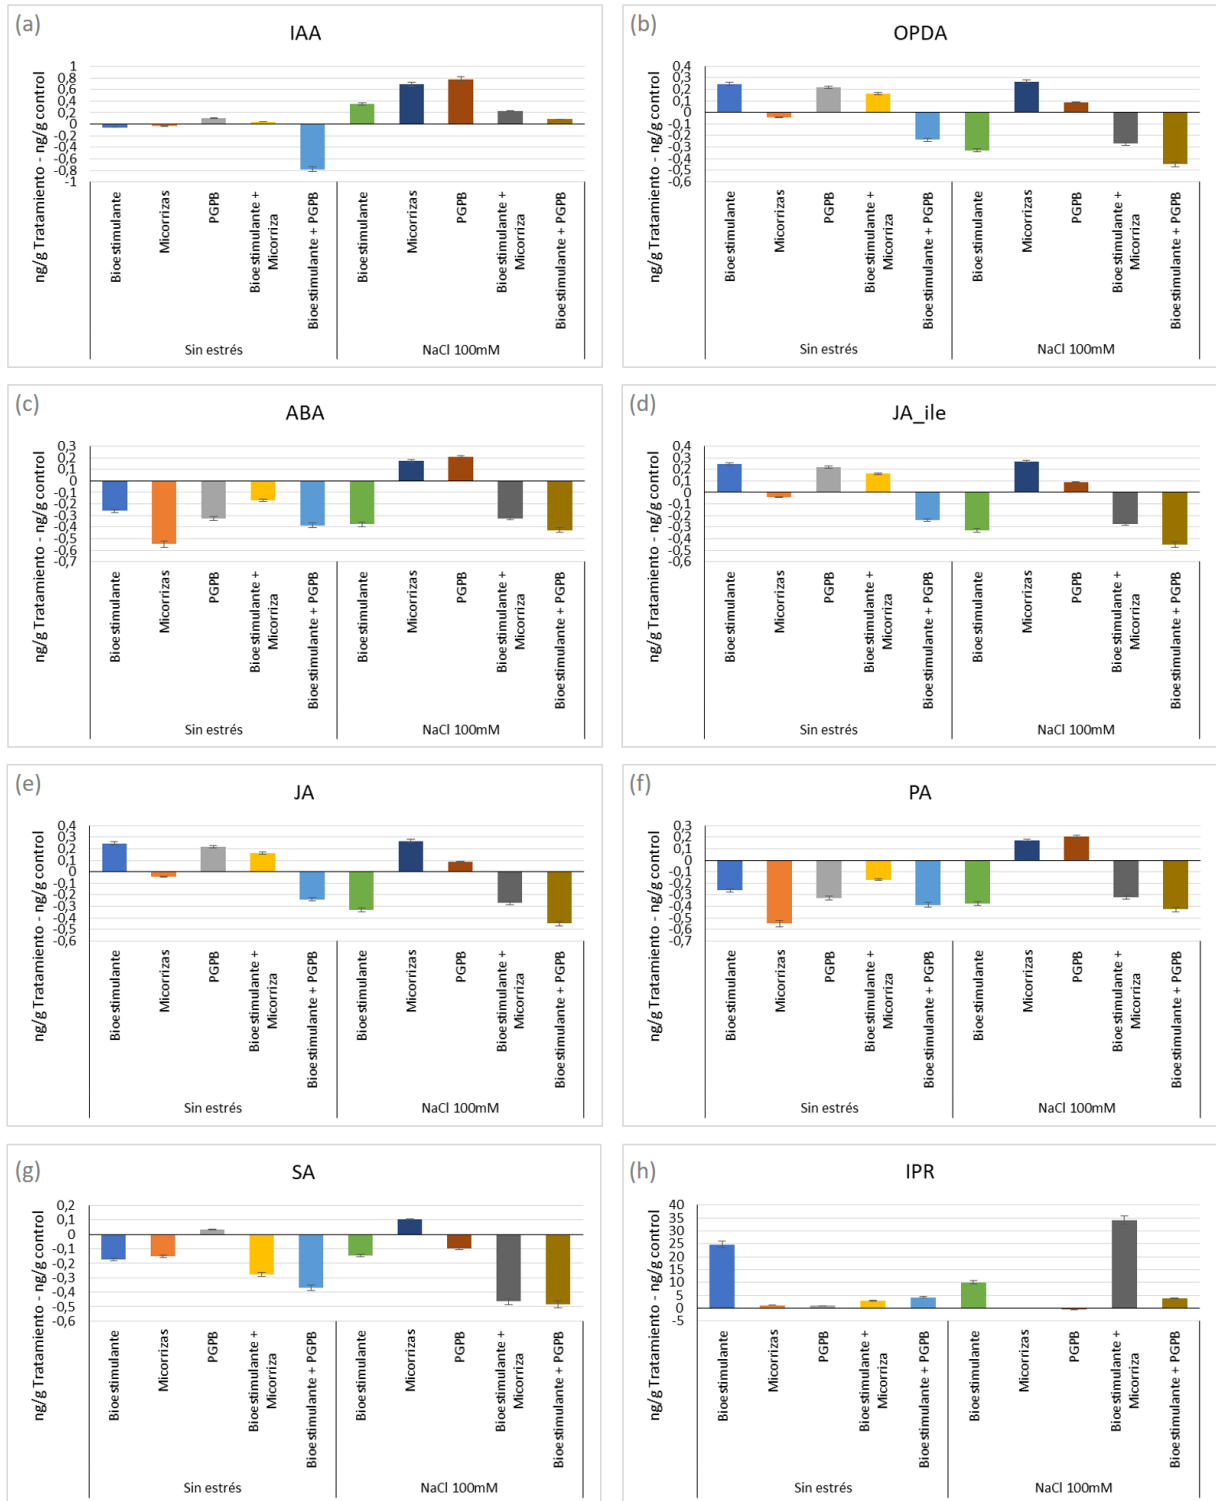 (a)
IAA
ng/g Tratamiento - ng/g control
1
0,8
0,6
0,4
0,2
0
-0,2
-0,4
-0,6
-0,8
-1
Bioestimulante
Micorrizas
PGPB
Bioestimulante +
Micorriza
Bioestimulante + PGPB
Bioestimulante
Micorrizas
PGPB
Bioestimulante +
Micorriza
Bioestimulante + PGPB
Sin estrés
NaCl 100mM
(b)
OPDA
ng/g Tratamiento - ng/g control
0,4
0,3
0,2
0,1
0
-0,1
-0,2
-0,3
-0,4
-0,5
-0,6
Bioestimulante
Micorrizas
PGPB
Bioestimulante +
Micorriza
Bioestimulante + PGPB
Bioestimulante
Micorrizas
PGPB
Bioestimulante +
Micorriza
Bioestimulante + PGPB
Sin estrés
NaCl 100mM
(c)
ABA
ng/g Tratamiento - ng/g control
0,3
0,2
0,1
0
-0,1
-0,2
-0,3
-0,4
-0,5
-0,6
-0,7
Bioestimulante
Micorrizas
PGPB
Bioestimulante +
Micorriza
Bioestimulante + PGPB
Bioestimulante
Micorrizas
PGPB
Bioestimulante +
Micorriza
Bioestimulante + PGPB
Sin estrés
NaCl 100mM
(d)
JA_ile
ng/g Tratamiento - ng/g control
0,4
0,3
0,2
0,1
0
-0,1
-0,2
-0,3
-0,4
-0,5
-0,6
Bioestimulante
Micorrizas
PGPB
Bioestimulante +
Micorriza
Bioestimulante + PGPB
Bioestimulante
Micorrizas
PGPB
Bioestimulante +
Micorriza
Bioestimulante + PGPB
Sin estrés
NaCl 100mM
(e)
JA
ng/g Tratamiento - ng/g control
0,4
0,3
0,2
0,1
0
-0,1
-0,2
-0,3
-0,4
-0,5
-0,6
Bioestimulante
Micorrizas
PGPB
Bioestimulante +
Micorriza
Bioestimulante + PGPB
Bioestimulante
Micorrizas
PGPB
Bioestimulante +
Micorriza
Bioestimulante + PGPB
Sin estrés
NaCl 100mM
(f)
PA
ng/g Tratamiento - ng/g control
0,3
0,2
0,1
0
-0,1
-0,2
-0,3
-0,4
-0,5
-0,6
-0,7
Bioestimulante
Micorrizas
PGPB
Bioestimulante +
Micorriza
Bioestimulante + PGPB
Bioestimulante
Micorrizas
PGPB
Bioestimulante +
Micorriza
Bioestimulante + PGPB
Sin estrés
NaCl 100mM
(g)
SA
ng/g Tratamiento - ng/g control
0,2
0,1
0
-0,1
-0,2
-0,3
-0,4
-0,5
-0,6
Bioestimulante
Micorrizas
PGPB
Bioestimulante +
Micorriza
Bioestimulante + PGPB
Bioestimulante
Micorrizas
PGPB
Bioestimulante +
Micorriza
Bioestimulante + PGPB
Sin estrés
NaCl 100mM
(h)
IPR
ng/g Tratamiento - ng/g control
40
35
30
25
20
15
10
5
0
-5
Bioestimulante
Micorrizas
PGPB
Bioestimulante +
Micorriza
Bioestimulante + PGPB
Bioestimulante
Micorrizas
PGPB
Bioestimulante +
Micorriza
Bioestimulante + PGPB
Sin estrés
NaCl 100mM